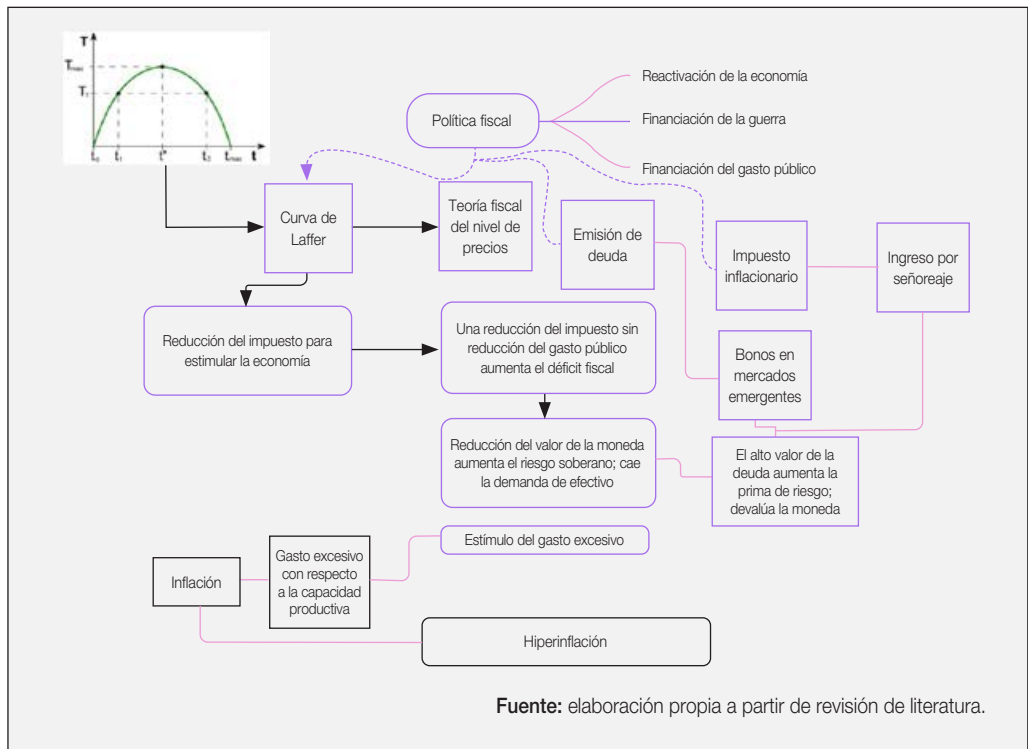 T
Tmax
T1
t0 t1 t* t2 tmax t
Reactivación de la economía
Política fiscal
Financiación de la guerra
Financiación del gasto público
Curva de
Laffer
Teoría fiscal
del nivel de
precios
Emisión de
deuda
Impuesto
inflacionario
Ingreso por
señoreaje
Reducción del impuesto para
estimular la economía
Una reducción del impuesto sin
reducción del gasto público
aumenta el déficit fiscal
Bonos en
mercados
emergentes
Reducción del valor de la moneda
aumenta el riesgo soberano; cae
la demanda de efectivo
El alto valor de la
deuda aumenta la
prima de riesgo;
devalúa la moneda
Estímulo del gasto excesivo
Inflación
Gasto excesivo
con respecto
a la capacidad
productiva
Hiperinflación
Fuente: elaboración propia a partir de revisión de literatura.